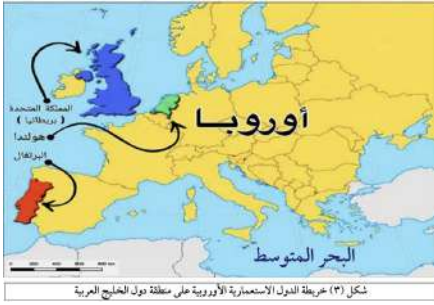 أوروبا
المملكة المتحدة
( بريطانيا )
هولندا
البرتغال
البحر المتوسط
شكل (٣) خريطة الدول الاستعمارية الأوروبية على منطقة دول الخليج العربية